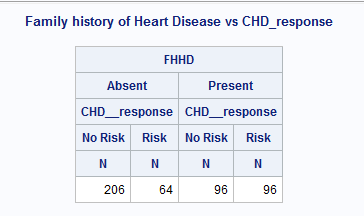 Family history of Heart Disease vs CHD_response
FHHD
Absent Present
CHD__response CHD__response
No Risk Risk No Risk Risk
N N N N
206 64 96 96